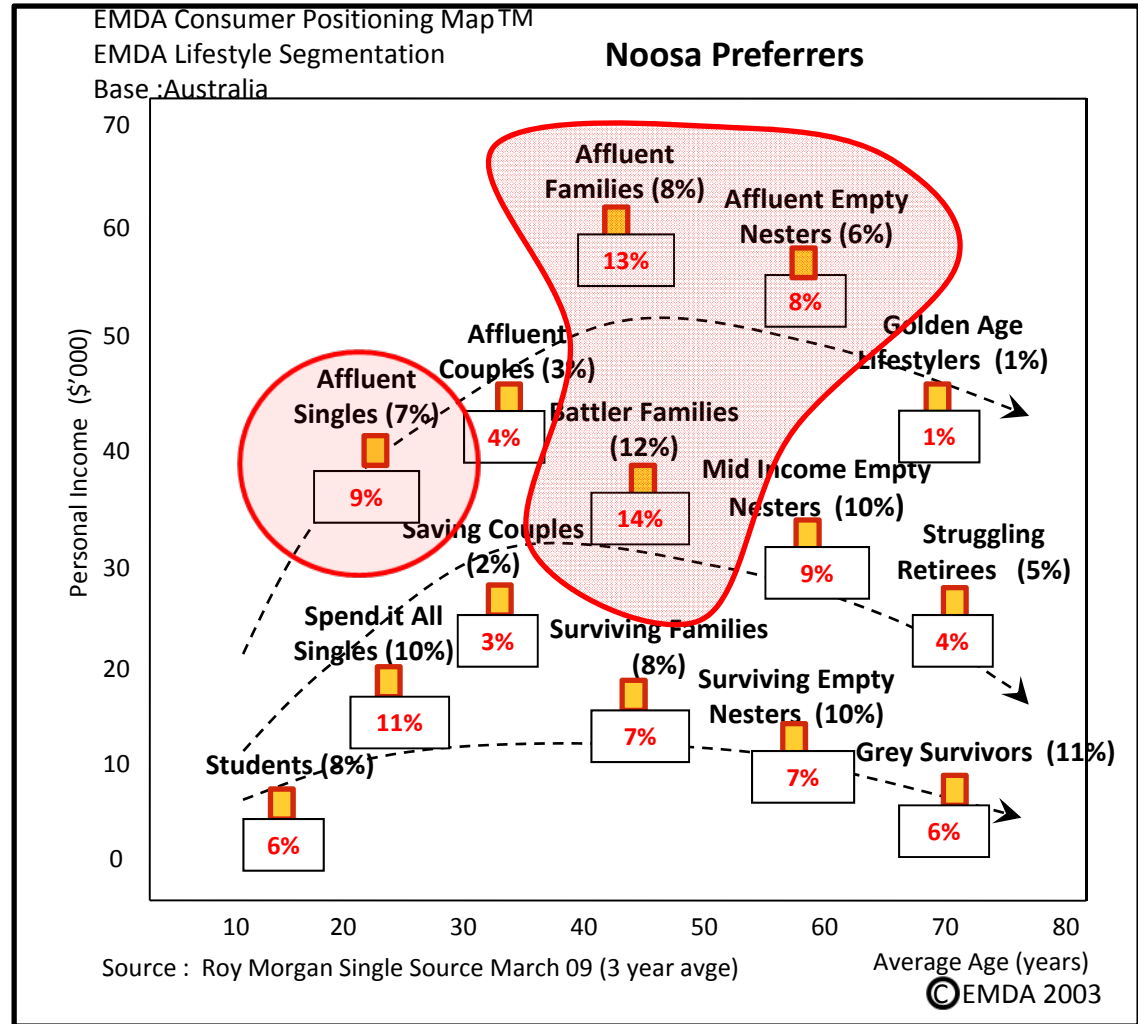 EMDA Consumer Positioning Map TM
EMDA Lifestyle Segmentation
Base :Australia
Noosa Preferrers
Personal Income ($'000)
70
60
50
40
30
20
10
0
Affluent
Families (8%)
13%
Affluent Empty
Nesters (6%)
8%
Affluent
Couples (3%)
4%
Golden Age
Lifestylers (1%)
1%
Affluent
Singles (7%)
9%
Battler Families
(12%)
14%
Mid Income Empty
Nesters (10%)
9%
Saving Couples
(2%)
3%
Struggling
Retirees (5%)
4%
Spend it All
Singles (10%)
11%
Surviving Families
(8%)
7%
Surviving Empty
Nesters (10%)
7%
Students (8%)
6%
Grey Survivors (11%)
6%
10 20 30 40 50 60 70 80
Average Age (years)
Source : Roy Morgan Single Source March 09 (3 year avge)
©EMDA 2003